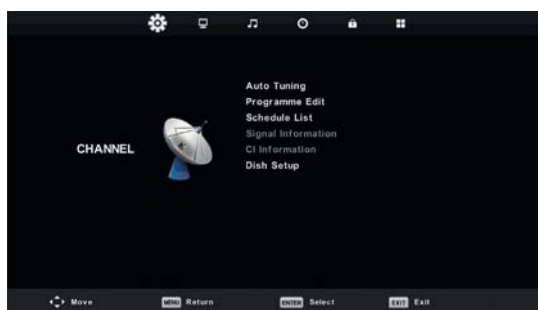 Auto Tuning
Programme Edit
Schedule List
Signal Information
CHANNEL
CI Information
Dish Setup
Move
MENU Return
ENTER Select
EXIT Exit